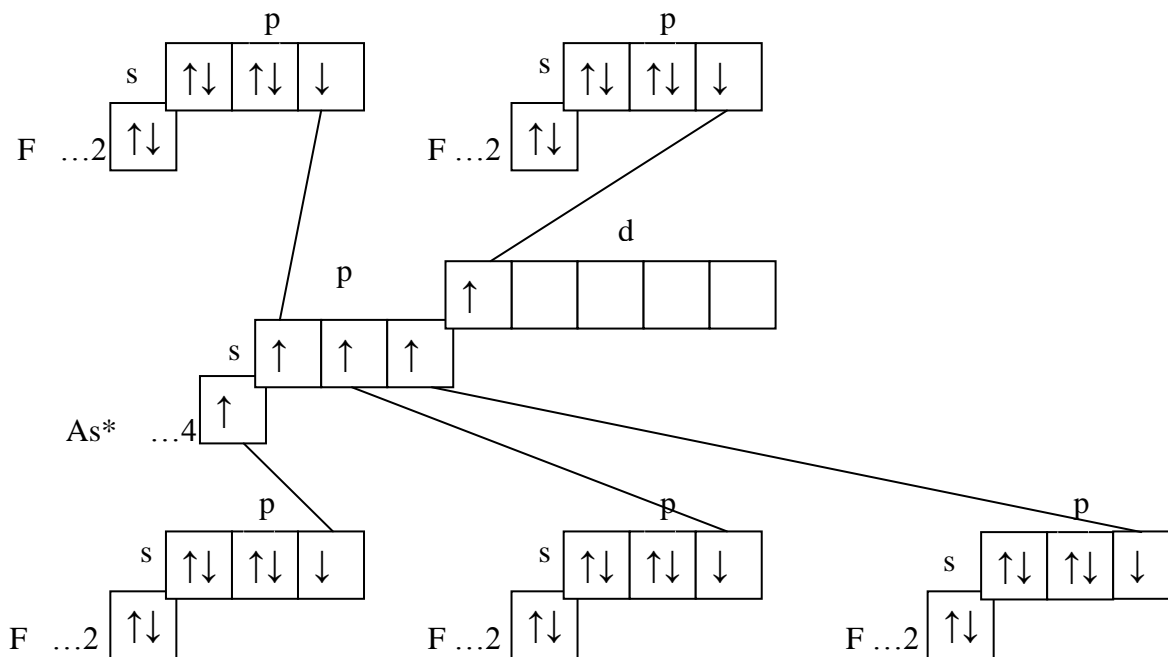 p p
s ↑↓ ↑↓ ↓ s ↑↓ ↑↓ ↓
F …2 ↑↓ F …2 ↑↓
d
p ↑
s ↑ ↑ ↑
As* …4 ↑
p p p
s ↑↓ ↑↓ ↓ s ↑↓ ↑↓ ↓ s ↑↓ ↑↓ ↓
F …2 ↑↓ F …2 ↑↓ F …2 ↑↓